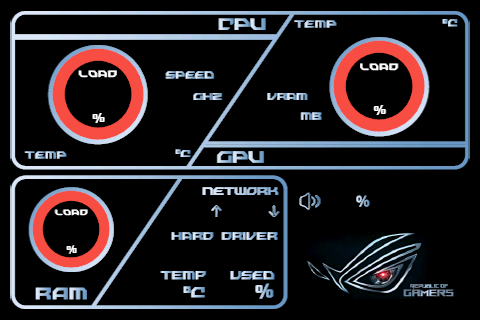 CPU
TEMP °C
LOAD
%
SPEED
GHZ
TEMP °C
LOAD
%
VRAM
MB
GPU
LOAD
%
RAM
NETWORK
↑ ↓
HARD DRIVER
TEMP USED
°C %
%
REPUBLIC OF
GAMERS